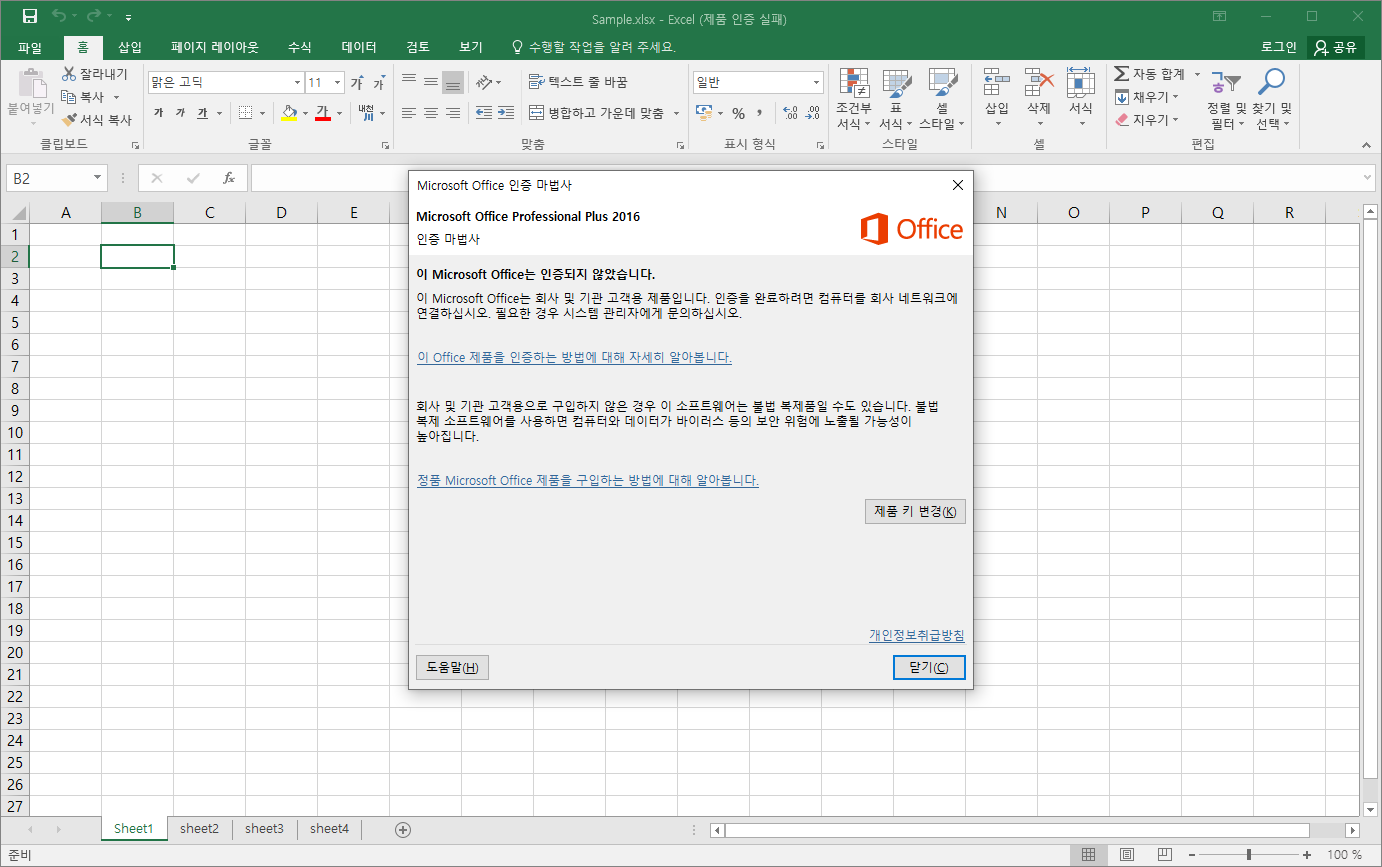 Sample.xlsx - Excel (제품 인증 실패)
파일 홈 삽입 페이지 레이아웃 수식 데이터 검토 보기 수행할 작업을 알려 주세요. 로그인 공유
붙여넣기
잘라내기
복사
서식 복사
클립보드
맑은 고딕 11
가 가
가 가 가
가
내천
川
글꼴
텍스트 줄 바꿈
병합하고 가운데 맞춤
맞춤
일반
% ,
표시 형식
조건부 서식
표 서식
셀 스타일
스타일
삽입 삭제 서식
셀
자동 합계
채우기
지우기
정렬 및 필터
찾기 및 선택
편집
B2
fx
A B C D E N O P Q R
1
2
3
4
5
6
7
8
9
10
11
12
13
14
15
16
17
18
19
20
21
22
23
24
25
26
27
Microsoft Office 인증 마법사
Microsoft Office Professional Plus 2016
인증 마법사
Office
이 Microsoft Office는 인증되지 않았습니다.
이 Microsoft Office는 회사 및 기관 고객용 제품입니다. 인증을 완료하려면 컴퓨터를 회사 네트워크에
연결하십시오. 필요한 경우 시스템 관리자에게 문의하십시오.
이 Office 제품을 인증하는 방법에 대해 자세히 알아봅니다.
회사 및 기관 고객용으로 구입하지 않은 경우 이 소프트웨어는 불법 복제품일 수도 있습니다. 불법
복제 소프트웨어를 사용하면 컴퓨터와 데이터가 바이러스 등의 보안 위험에 노출될 가능성이
높아집니다.
정품 Microsoft Office 제품을 구입하는 방법에 대해 알아봅니다.
제품 키 변경(K)
개인정보취급방침
도움말(H) 닫기(C)
Sheet1 sheet2 sheet3 sheet4
준비 100 %